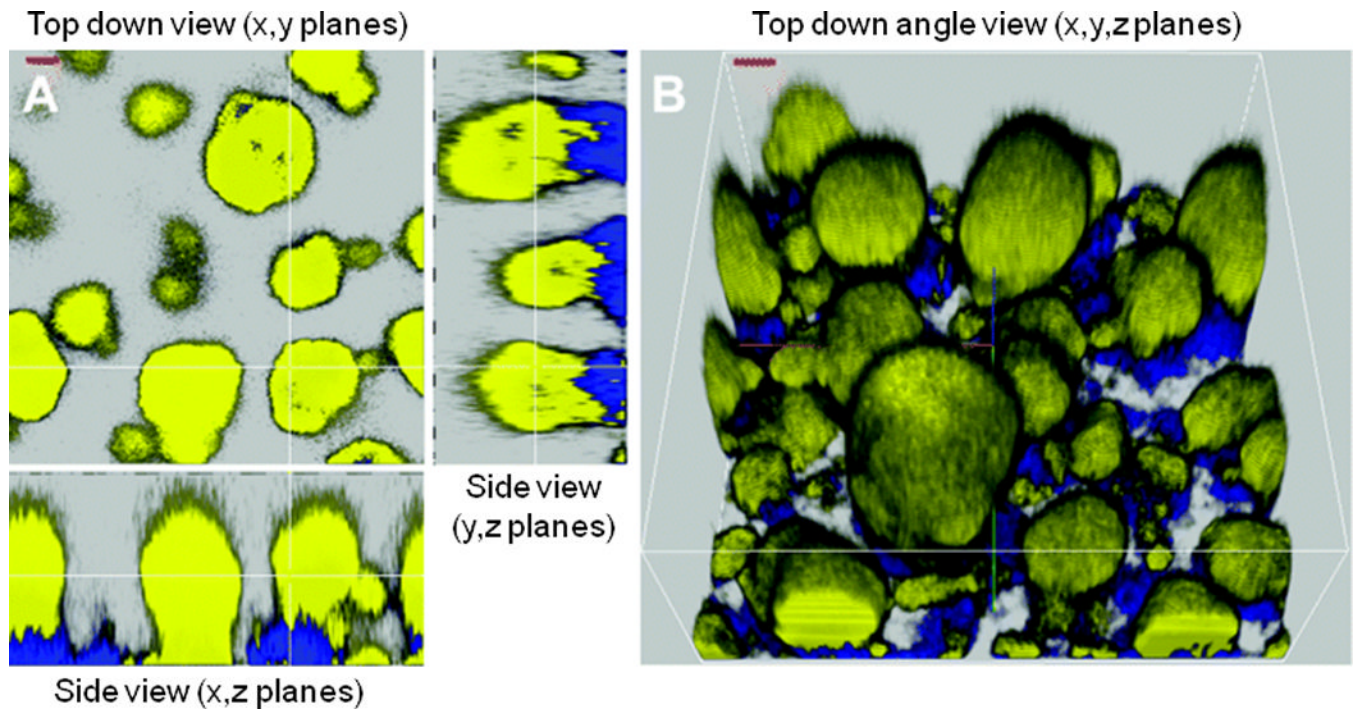 Top down view (x,y planes)
Top down angle view (x,y,z planes)
A
B
Side view
(y,z planes)
Side view (x,z planes)